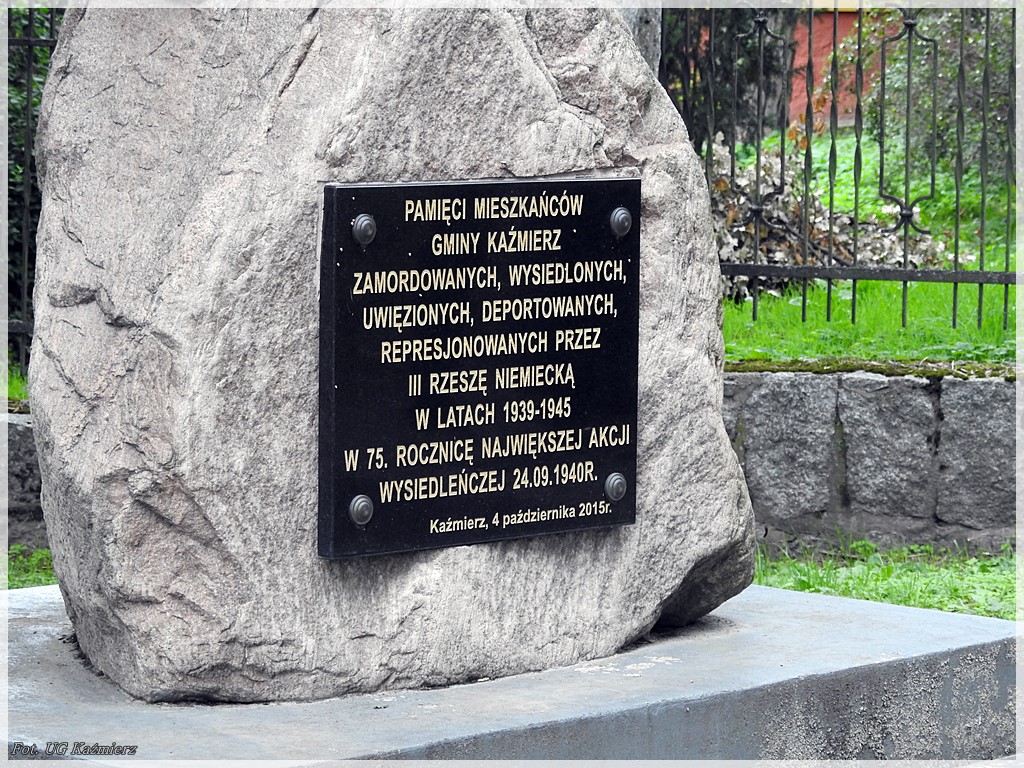 PAMIĘCI MIESZKAŃCÓW
GMINY KAŹMIERZ
ZAMORDOWANYCH, WYSIEDLONYCH,
UWIĘZIONYCH, DEPORTOWANYCH,
REPRESJONOWANYCH PRZEZ
III RZESZĘ NIEMIECKĄ
W LATACH 1939-1945
W 75. ROCZNICĘ NAJWIĘKSZEJ AKCJI
WYSIEDLEŃCZEJ 24.09.1940R.
Kaźmierz, 4 października 2015r.
Fot. UG Kaźmierz